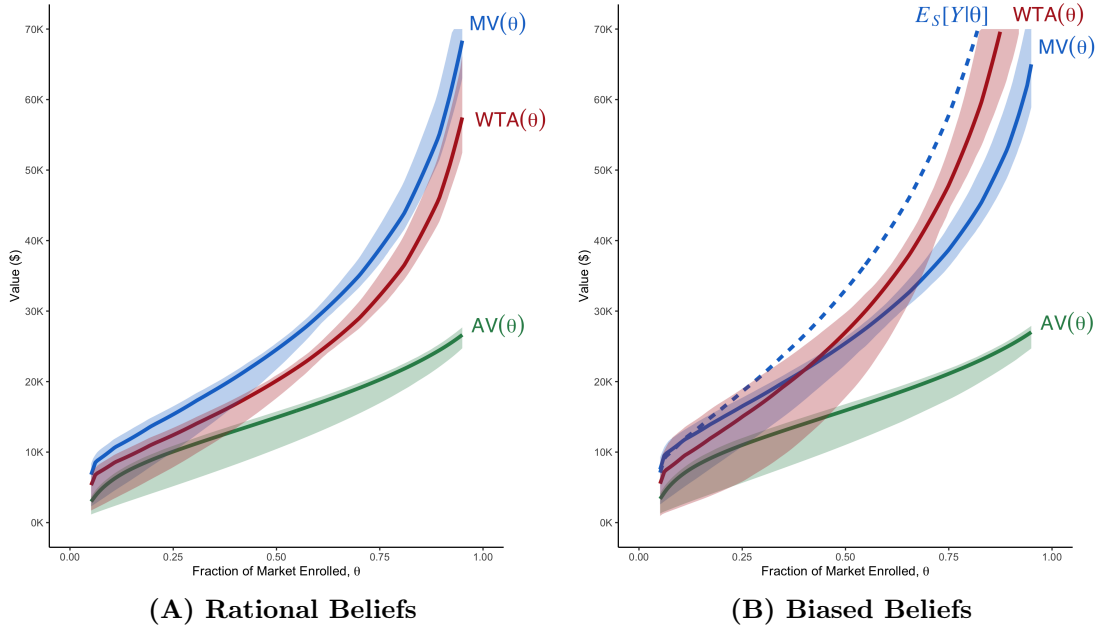 70K
60K
50K
40K
30K
20K
10K
0K
Value ($)
MV(θ)
WTA(θ)
AV(θ)
0.00 0.25 0.50 0.75 1.00
Fraction of Market Enrolled, θ
(A) Rational Beliefs
70K
60K
50K
40K
30K
20K
10K
0K
Value ($)
E_S[Y|θ]
WTA(θ)
MV(θ)
AV(θ)
0.00 0.25 0.50 0.75 1.00
Fraction of Market Enrolled, θ
(B) Biased Beliefs